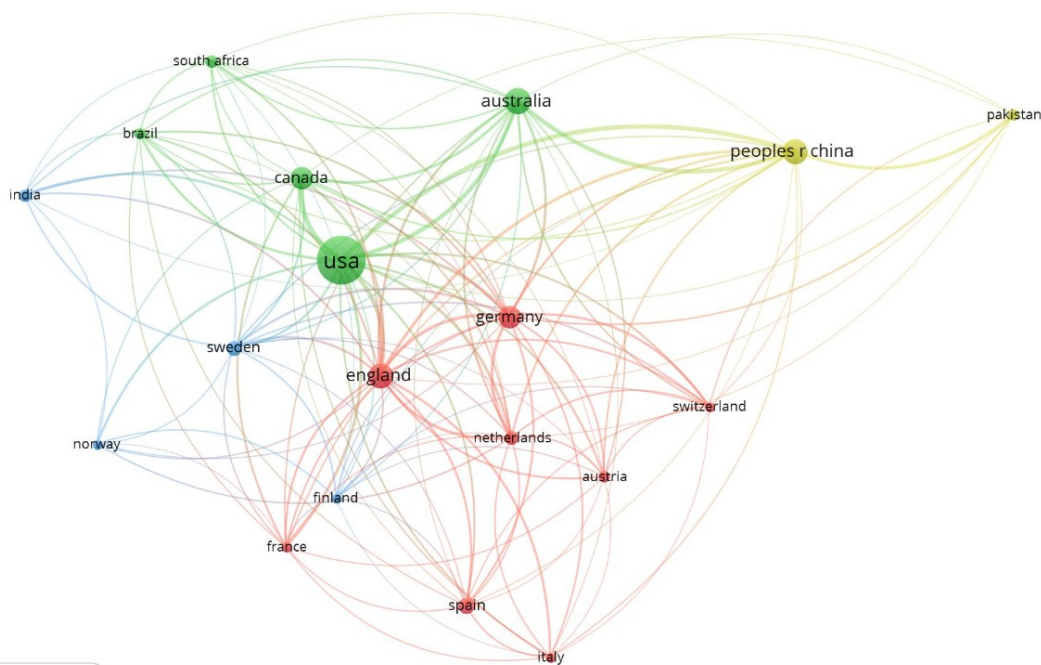 south africa
australia
pakistan
brazil
peoples r china
canada
india
usa
germany
sweden
england
switzerland
netherlands
norway
austria
finland
france
spain
italy